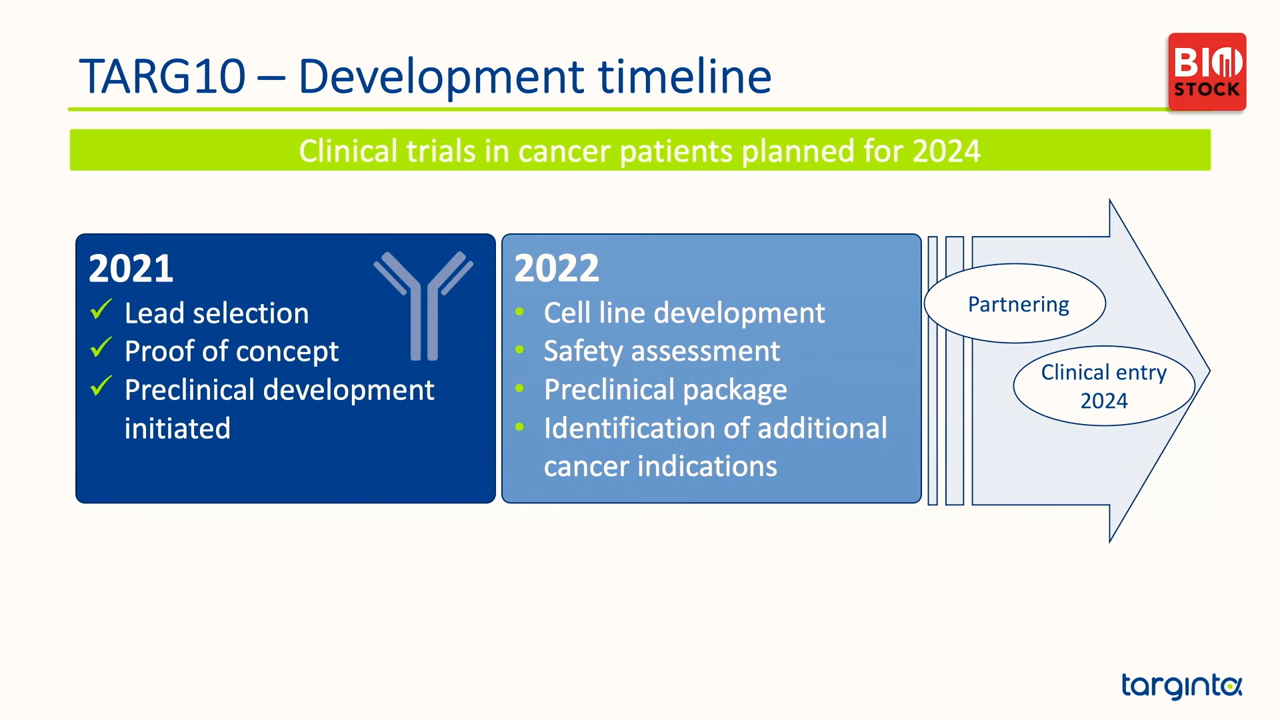 TARG10 – Development timeline
BIO
STOCK
Clinical trials in cancer patients planned for 2024
2021
Lead selection
Proof of concept
Preclinical development
initiated
2022
Cell line development
Safety assessment
Preclinical package
Identification of additional
cancer indications
Partnering
Clinical entry
2024
targinta